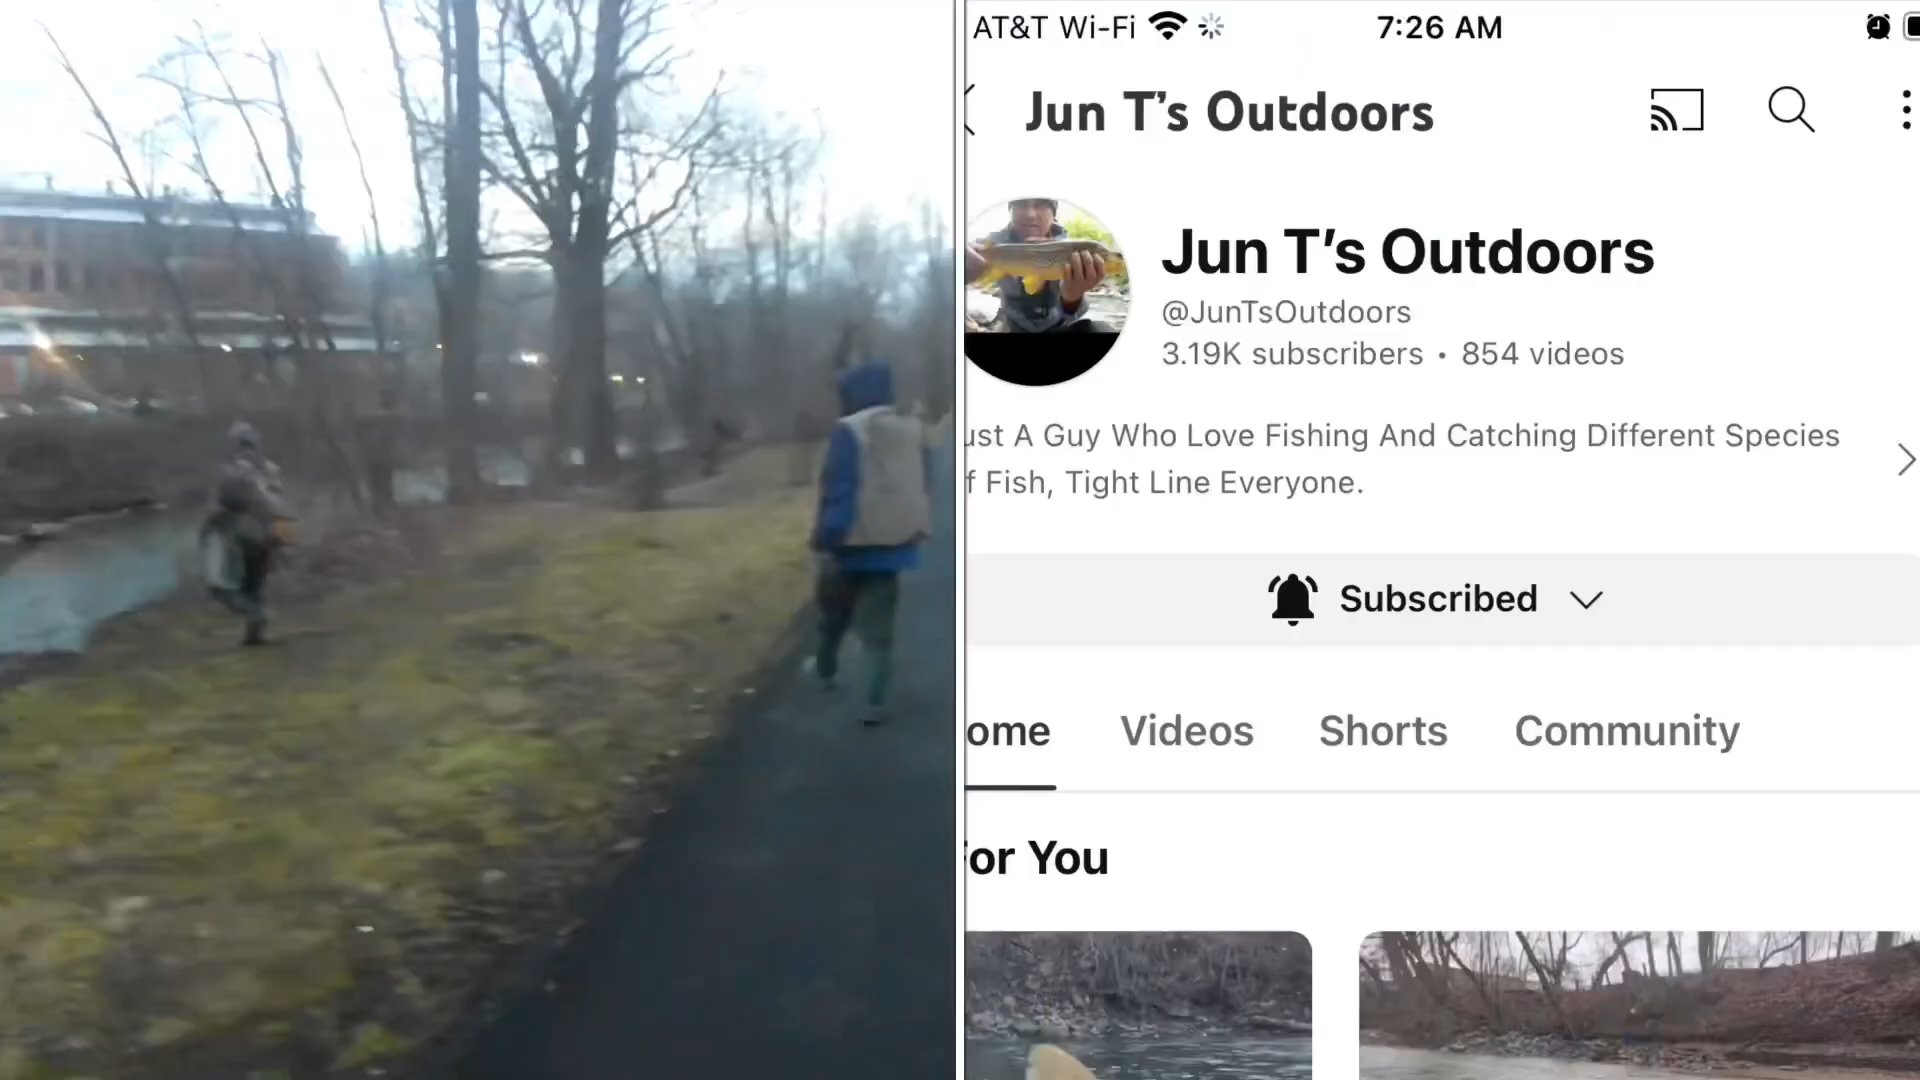 AT&T Wi-Fi 7:26 AM
Jun T's Outdoors
Jun T's Outdoors
@JunTsOutdoors
3.19K subscribers • 854 videos
ust A Guy Who Love Fishing And Catching Different Species
f Fish, Tight Line Everyone.
Subscribed
ome Videos Shorts Community
or You